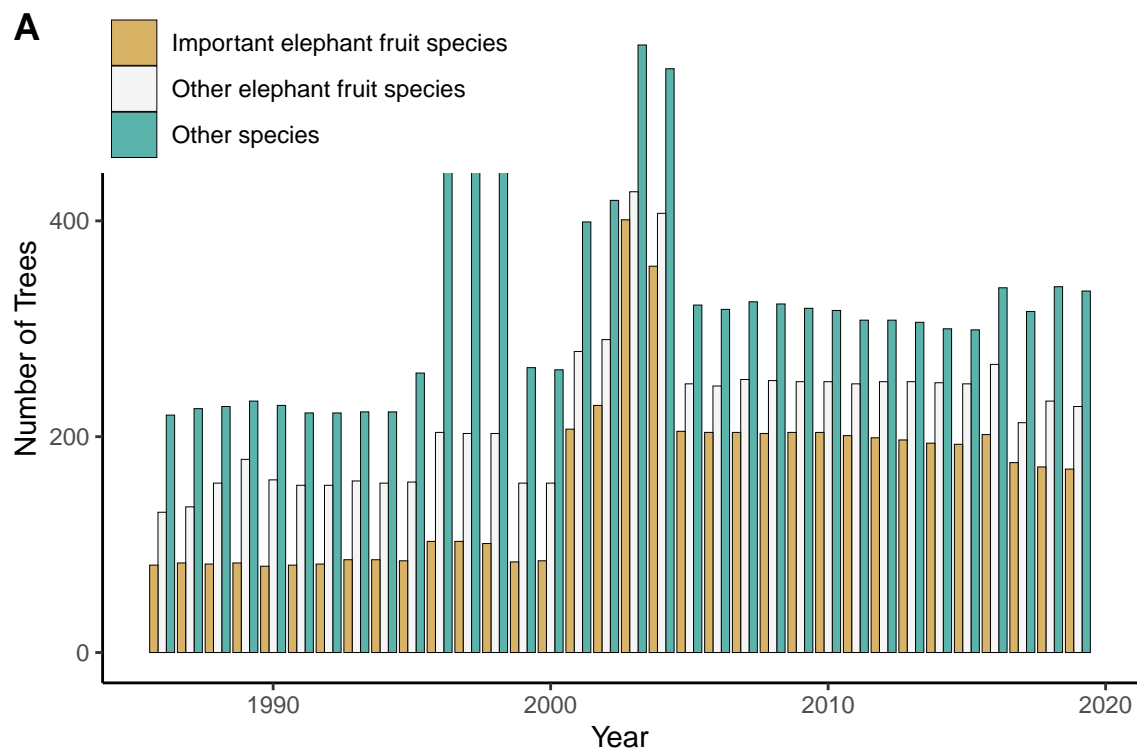 A
Important elephant fruit species
Other elephant fruit species
Other species
Number of Trees
400
200
0
1990
2000
2010
2020
Year